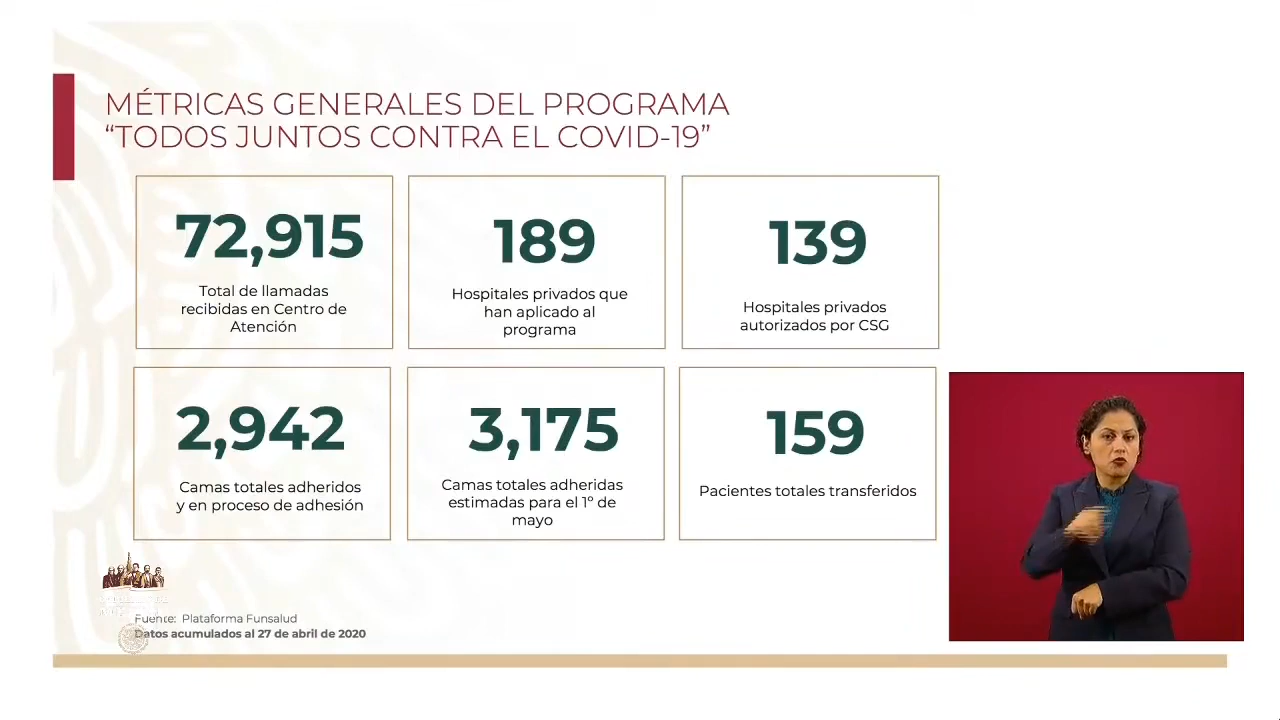 MÉTRICAS GENERALES DEL PROGRAMA
“TODOS JUNTOS CONTRA EL COVID-19”
72,915
Total de llamadas
recibidas en Centro de
Atención
189
Hospitales privados que
han aplicado al
programa
139
Hospitales privados
autorizados por CSG
2,942
Camas totales adheridos
y en proceso de adhesión
3,175
Camas totales adheridas
estimadas para el 1º de
mayo
159
Pacientes totales transferidos
Fuente: Plataforma Funsalud
Datos acumulados al 27 de abril de 2020